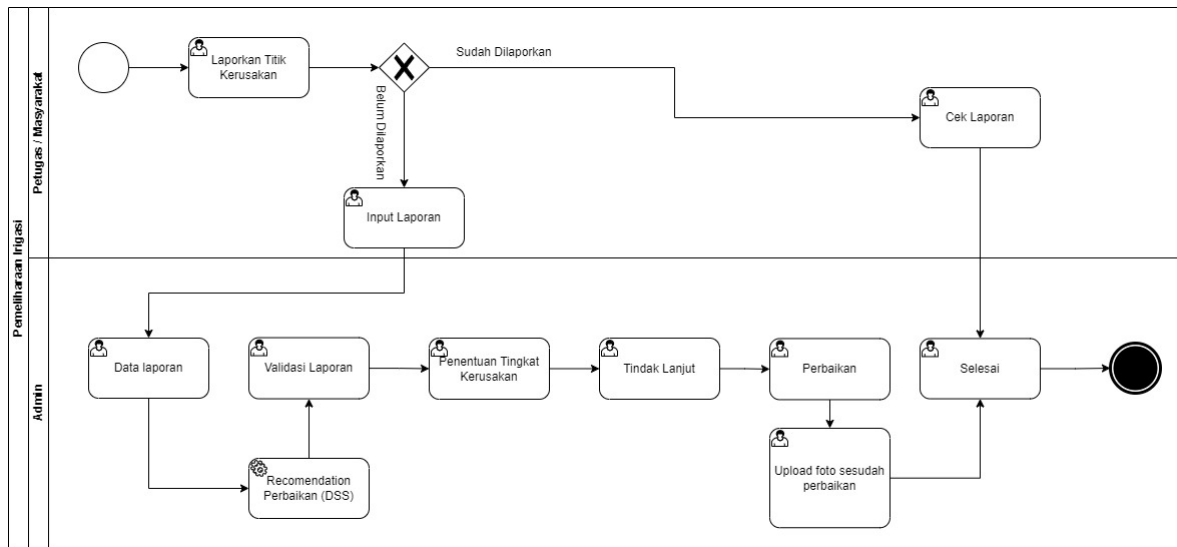 Pemeliharaan Irigasi
Petugas / Masyarakat
Laporkan Titik
Kerusakan
Sudah Dilaporkan
Belum Dilaporkan
Cek Laporan
Input Laporan
Admin
Data laporan
Validasi Laporan
Penentuan Tingkat
Kerusakan
Tindak Lanjut
Perbaikan
Selesai
Recomendation
Perbaikan (DSS)
Upload foto sesudah
perbaikan